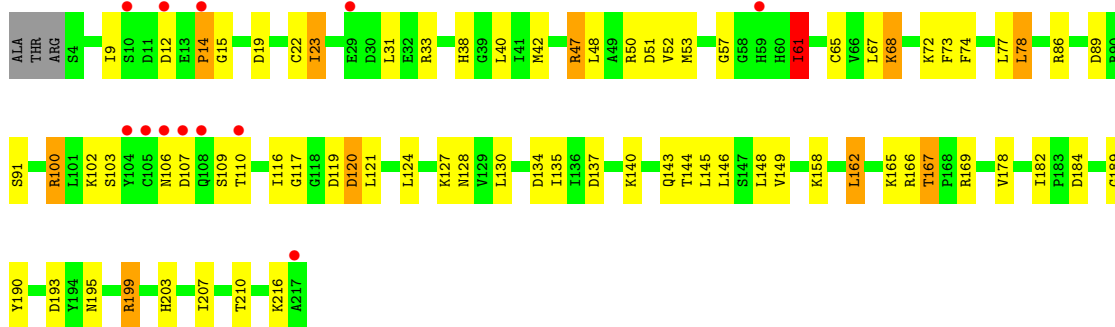 ALA THR ARG S4 I9 S10 D11 D12 E13 P14 G15 D19 C22 I23 E29 D30 L31 E32 R33 H38 G39 L40 I41 M42 R47 L48 A49 R50 D51 V52 M53 G57 G58 H59 H60 I61 C65 V66 L67 K68 K72 F73 F74 L77 L78 R86 D89 R90
S91 R100 L101 K102 S103 Y104 C105 N106 D107 Q108 S109 T110 I116 G117 G118 D119 D120 L121 L124 K127 N128 V129 L130 D134 I135 I136 D137 K140 Q143 T144 L145 L146 S147 L148 V149 K158 L162 K165 R166 T167 P168 R169 V178 I182 P183 D184
Y190 D193 Y194 N195 R199 H203 I207 T210 K216 A217